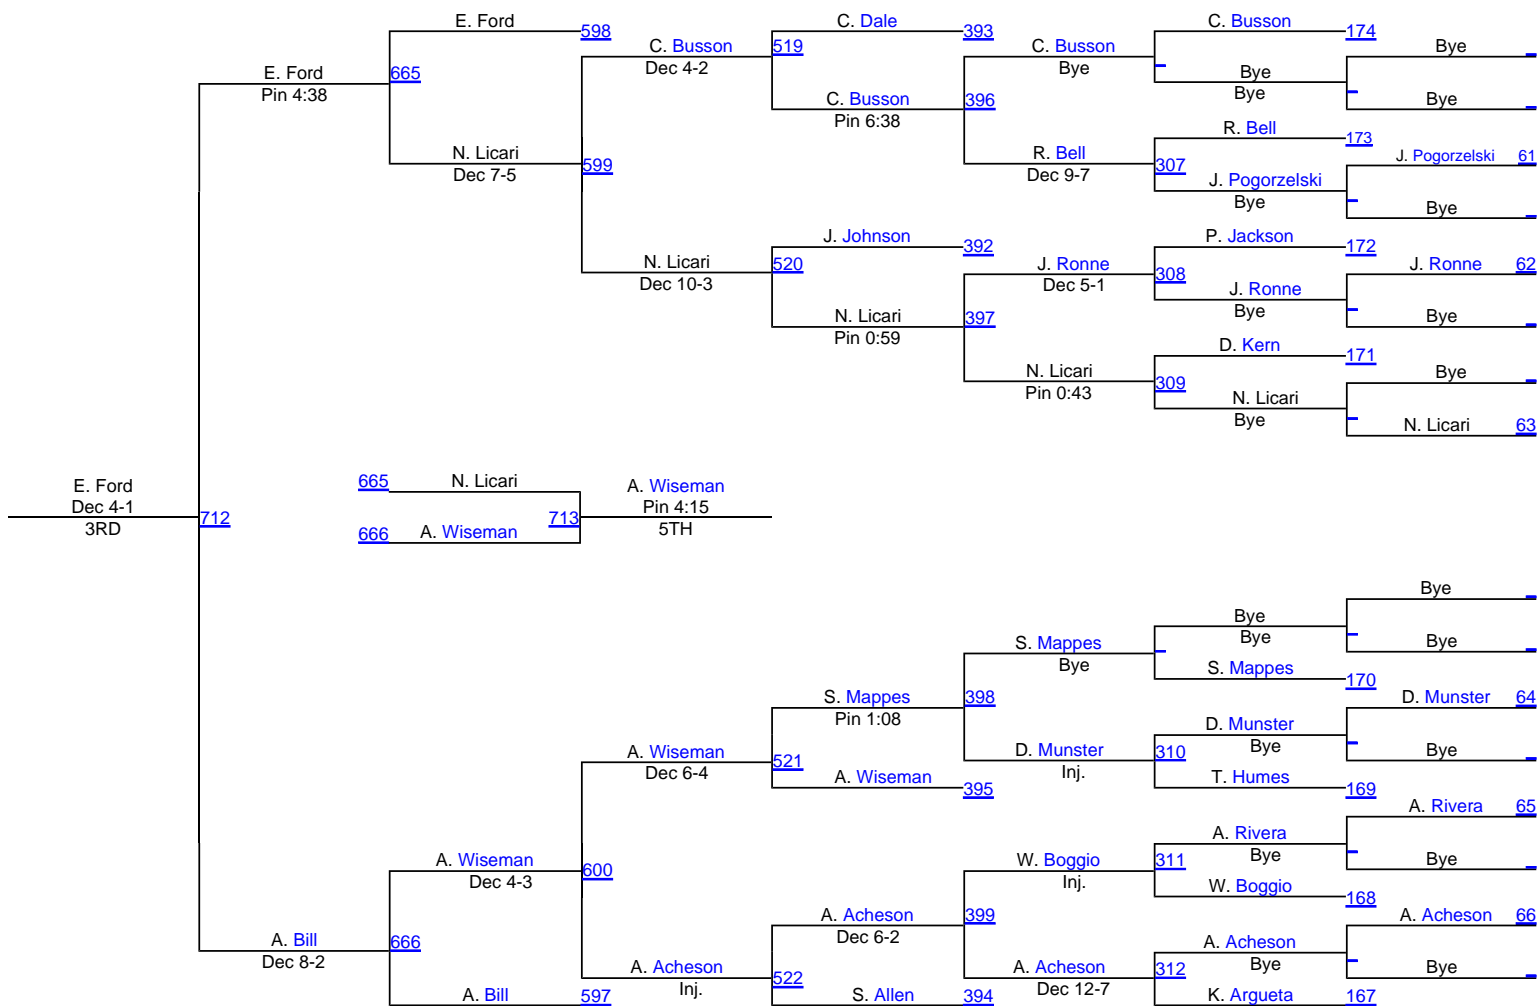 E. Ford
598
C. Busson
Dec 4-2
519
C. Dale
393
C. Busson
Bye
C. Busson
174
Bye
E. Ford
Pin 4:38
665
Bye
Bye
Bye
C. Busson
Pin 6:38
396
R. Bell
173
N. Licari
Dec 7-5
599
R. Bell
Dec 9-7
307
J. Pogorzelski 61
J. Pogorzelski
Bye
Bye
J. Johnson
392
P. Jackson
172
N. Licari
Dec 10-3
520
J. Ronne
Dec 5-1
308
J. Ronne 62
J. Ronne
Bye
N. Licari
Pin 0:59
397
Bye
D. Kern
171
N. Licari
Pin 0:43
309
Bye
N. Licari
Bye
N. Licari 63
E. Ford
Dec 4-1
3RD
712
665
N. Licari
666
A. Wiseman
713
A. Wiseman
Pin 4:15
5TH
Bye
Bye
Bye
Bye
S. Mappes
Bye
S. Mappes
170
S. Mappes
Pin 1:08
398
D. Munster 64
D. Munster
Bye
Bye
A. Wiseman
Dec 6-4
521
D. Munster
Inj.
310
T. Humes
169
A. Wiseman
395
A. Rivera 65
A. Rivera
Bye
Bye
A. Wiseman
Dec 4-3
600
W. Boggio
Inj.
311
W. Boggio
168
A. Acheson
Dec 6-2
399
A. Acheson 66
A. Bill
Dec 8-2
666
A. Acheson
Bye
Bye
A. Acheson
Inj.
522
A. Acheson
Dec 12-7
312
A. Bill
597
S. Allen
394
K. Argueta
167